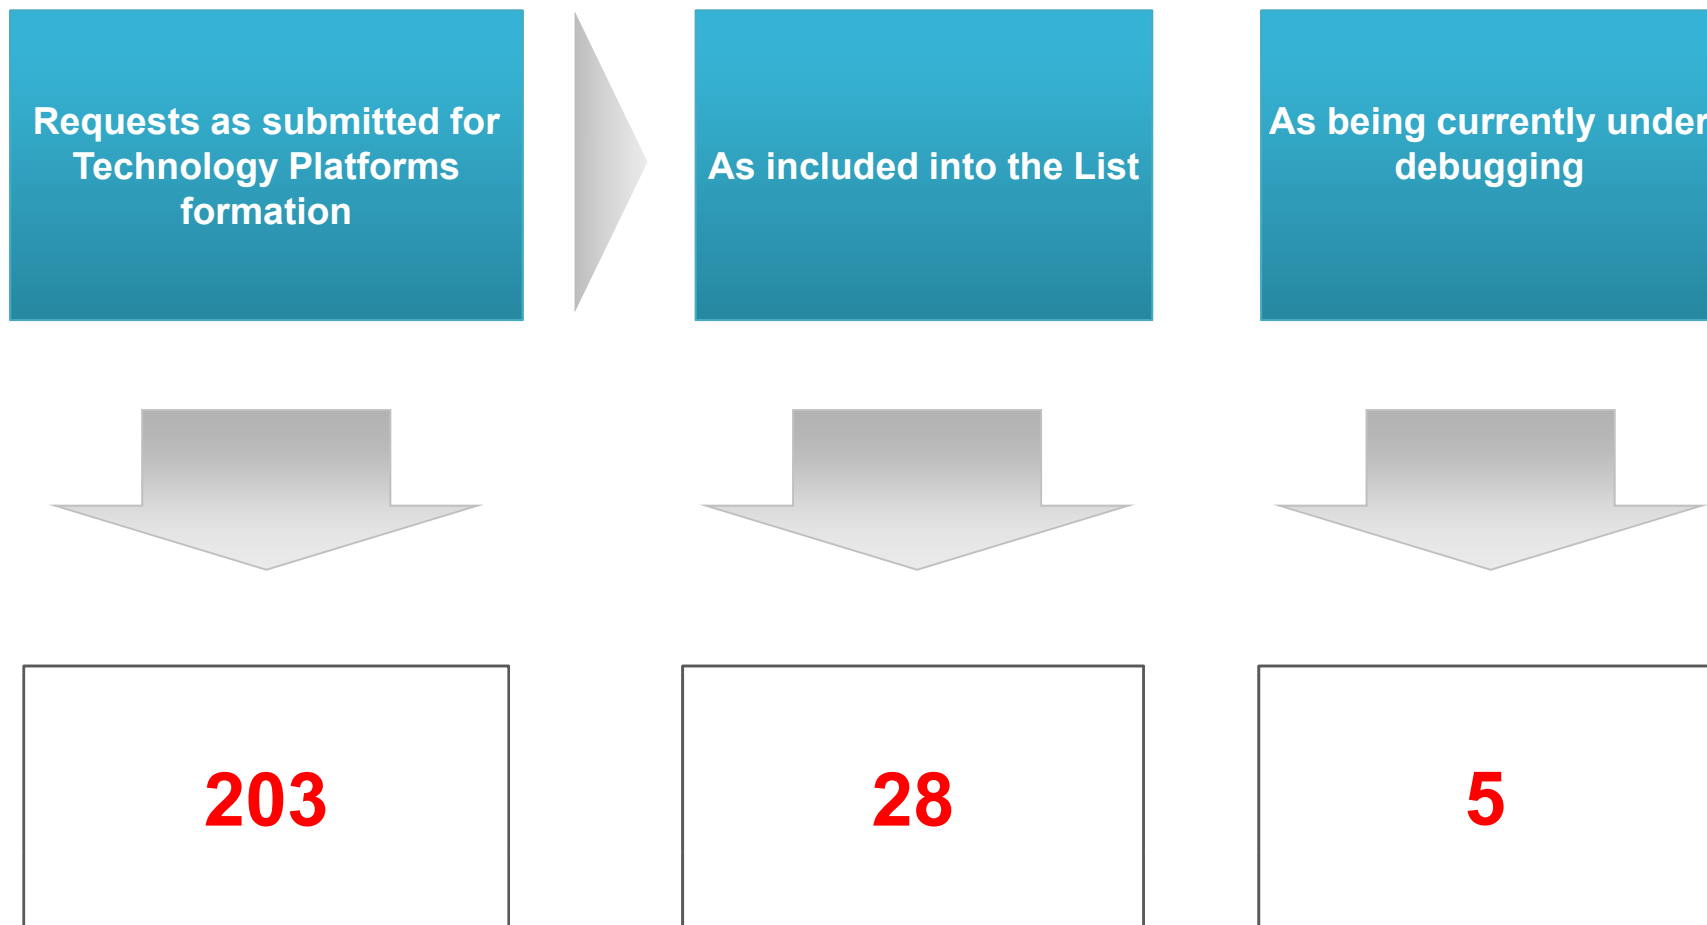 Requests as submitted for
Technology Platforms
formation
As included into the List
As being currently under
debugging
203
28
5